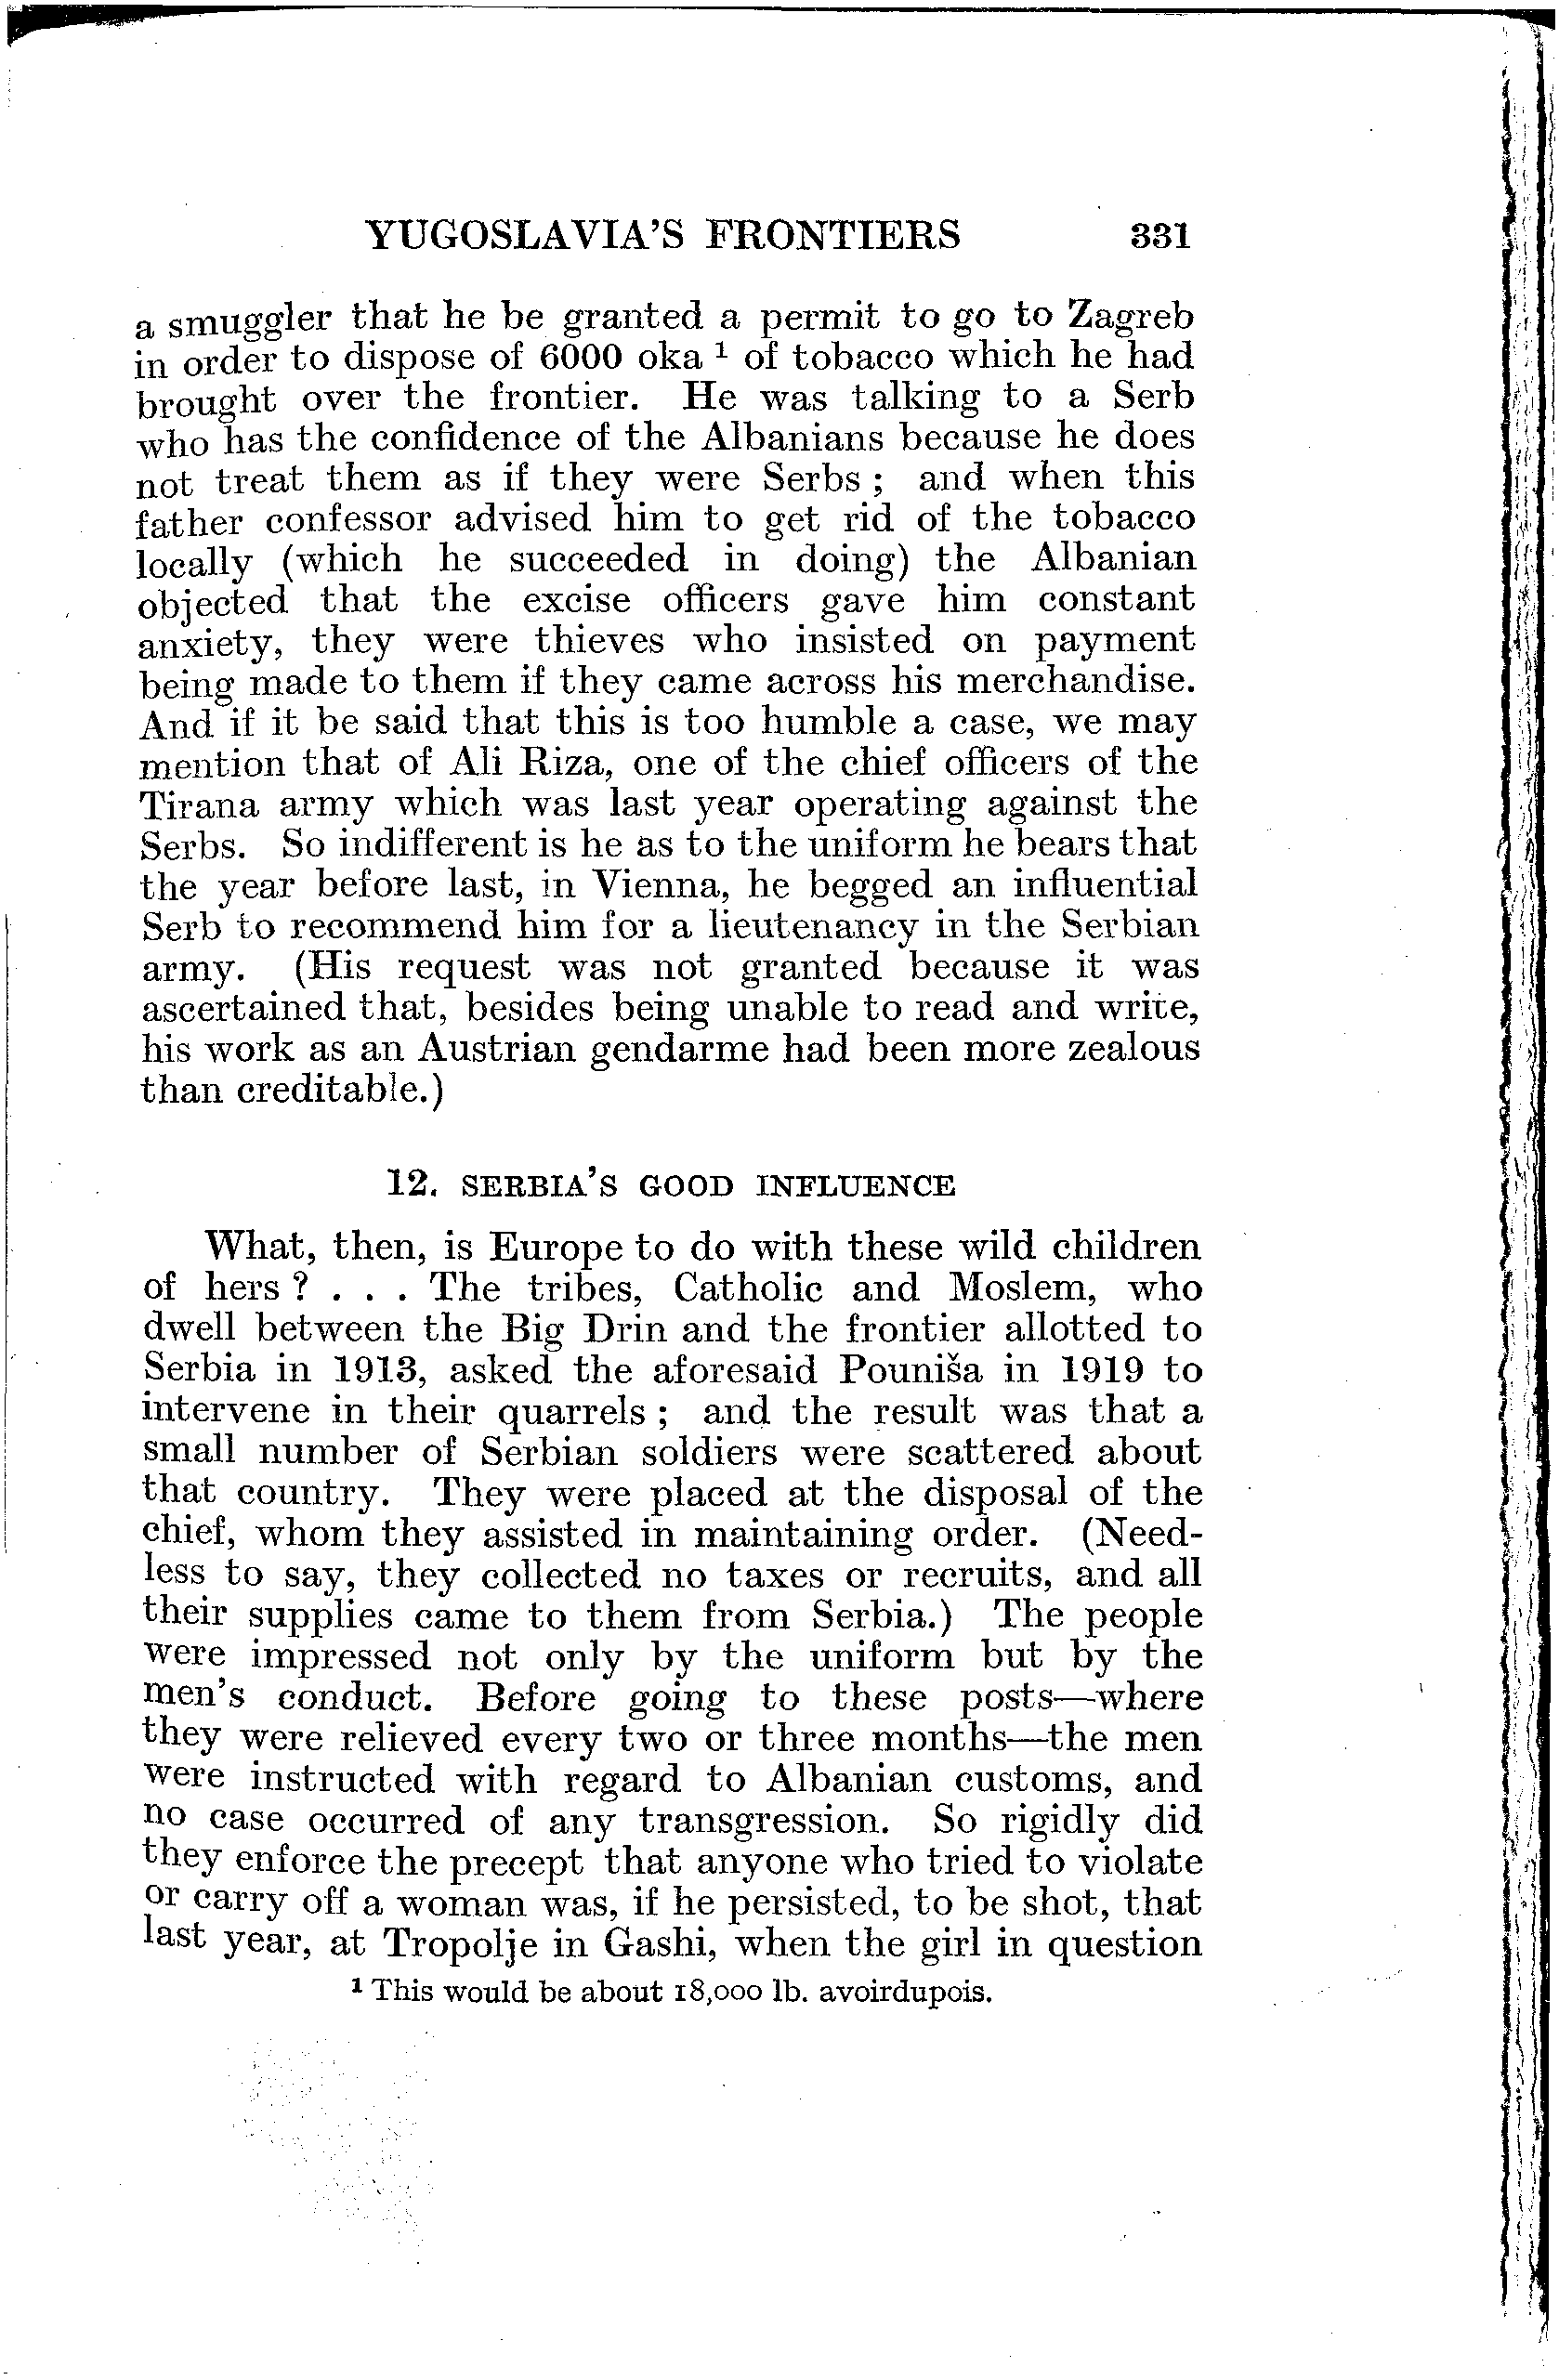 YUGOSLAVIA'S FRONTIERS 331
a smuggler that he be granted a permit to go to Zagreb
in order to dispose of 6000 oka ¹ of tobacco which he had
brought over the frontier. He was talking to a Serb
who has the confidence of the Albanians because he does
not treat them as if they were Serbs ; and when this
father confessor advised him to get rid of the tobacco
locally (which he succeeded in doing) the Albanian
objected that the excise officers gave him constant
anxiety, they were thieves who insisted on payment
being made to them if they came across his merchandise.
And if it be said that this is too humble a case, we may
mention that of Ali Riza, one of the chief officers of the
Tirana army which was last year operating against the
Serbs. So indifferent is he as to the uniform he bears that
the year before last, in Vienna, he begged an influential
Serb to recommend him for a lieutenancy in the Serbian
army. (His request was not granted because it was
ascertained that, besides being unable to read and write,
his work as an Austrian gendarme had been more zealous
than creditable.)
12. SERBIA'S GOOD INFLUENCE
What, then, is Europe to do with these wild children
of hers ? . . . The tribes, Catholic and Moslem, who
dwell between the Big Drin and the frontier allotted to
Serbia in 1913, asked the aforesaid Pouniša in 1919 to
intervene in their quarrels ; and the result was that a
small number of Serbian soldiers were scattered about
that country. They were placed at the disposal of the
chief, whom they assisted in maintaining order. (Need-
less to say, they collected no taxes or recruits, and all
their supplies came to them from Serbia.) The people
were impressed not only by the uniform but by the
men's conduct. Before going to these posts—where
they were relieved every two or three months—the men
were instructed with regard to Albanian customs, and
no case occurred of any transgression. So rigidly did
they enforce the precept that anyone who tried to violate
or carry off a woman was, if he persisted, to be shot, that
last year, at Tropolje in Gashi, when the girl in question
¹ This would be about 18,000 lb. avoirdupois.